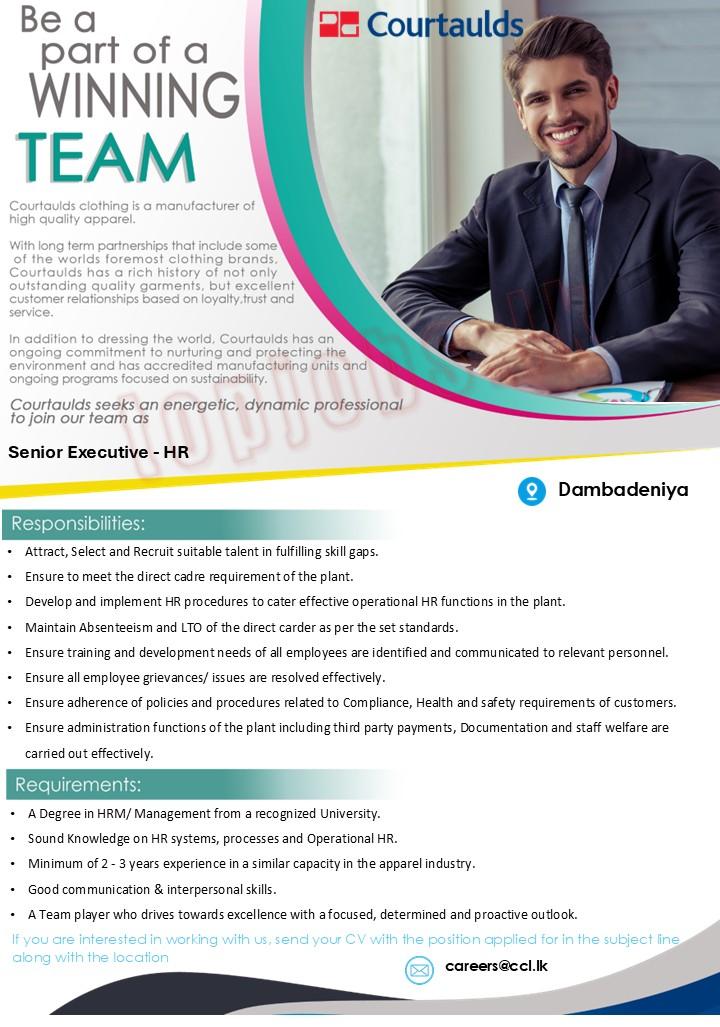 Be a
part of a
WINNING
TEAM
Courtaulds
Courtaulds clothing is a manufacturer of
high quality apparel.
With long term partnerships that include some
of the worlds foremost clothing brands,
Courtaulds has a rich history of not only
outstanding quality garments, but excellent
customer relationships based on loyalty,trust and
service.
In addition to dressing the world, Courtaulds has an
ongoing commitment to nurturing and protecting the
environment and has accredited manufacturing units and
ongoing programs focused on sustainability.
Courtaulds seeks an energetic, dynamic professional
to join our team as
topjobs.lk
Senior Executive - HR
Dambadeniya
Responsibilities:
• Attract, Select and Recruit suitable talent in fulfilling skill gaps.
• Ensure to meet the direct cadre requirement of the plant.
• Develop and implement HR procedures to cater effective operational HR functions in the plant.
• Maintain Absenteeism and LTO of the direct carder as per the set standards.
• Ensure training and development needs of all employees are identified and communicated to relevant personnel.
• Ensure all employee grievances/ issues are resolved effectively.
• Ensure adherence of policies and procedures related to Compliance, Health and safety requirements of customers.
• Ensure administration functions of the plant including third party payments, Documentation and staff welfare are
carried out effectively.
Requirements:
• A Degree in HRM/ Management from a recognized University.
• Sound Knowledge on HR systems, processes and Operational HR.
• Minimum of 2 - 3 years experience in a similar capacity in the apparel industry.
• Good communication & interpersonal skills.
• A Team player who drives towards excellence with a focused, determined and proactive outlook.
If you are interested in working with us, send your CV with the position applied for in the subject line
along with the location
careers@ccl.lk